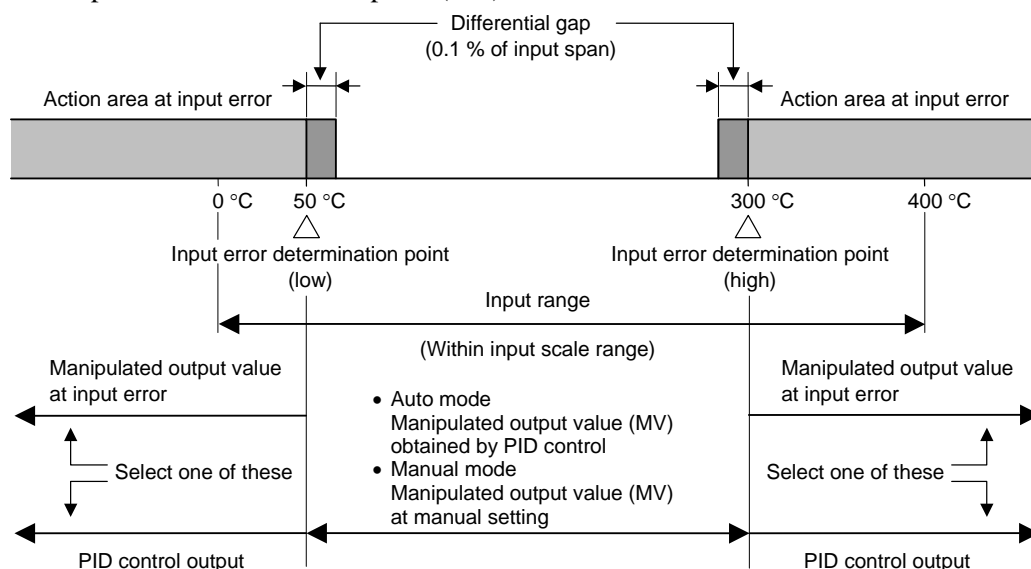 Differential gap
(0.1 % of input span)
Action area at input error
Action area at input error
0 °C
50 °C
300 °C
400 °C
Input error determination point
(low)
Input error determination point
(high)
Input range
(Within input scale range)
Manipulated output value
at input error
Manipulated output value
at input error
• Auto mode
Manipulated output value (MV)
obtained by PID control
• Manual mode
Manipulated output value (MV)
at manual setting
Select one of these
Select one of these
PID control output
PID control output